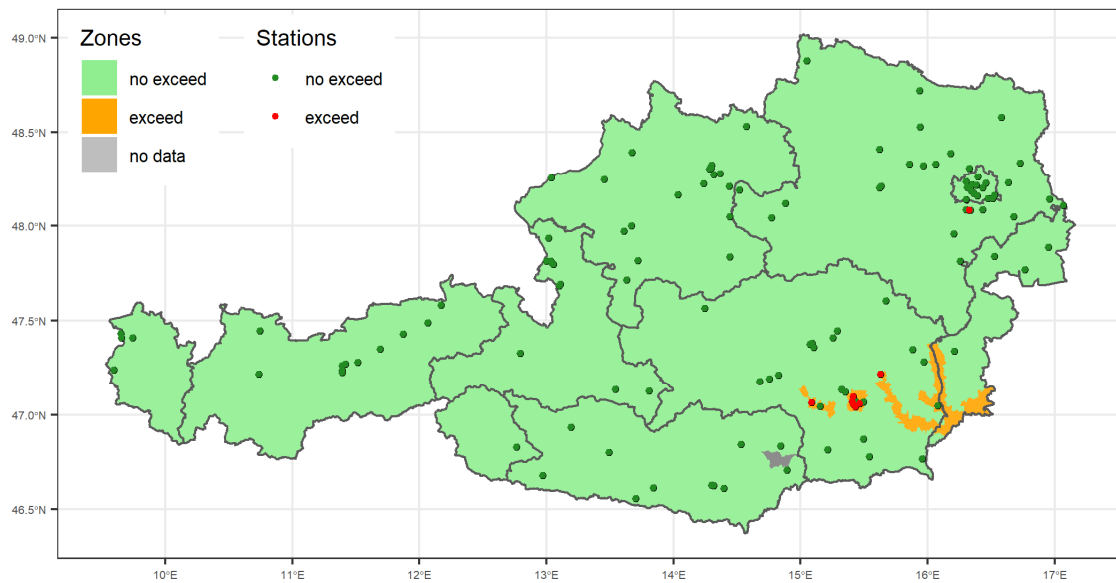 Zones
no exceed
exceed
no data
Stations
no exceed
exceed
49.0°N
48.5°N
48.0°N
47.5°N
47.0°N
46.5°N
10°E
11°E
12°E
13°E
14°E
15°E
16°E
17°E